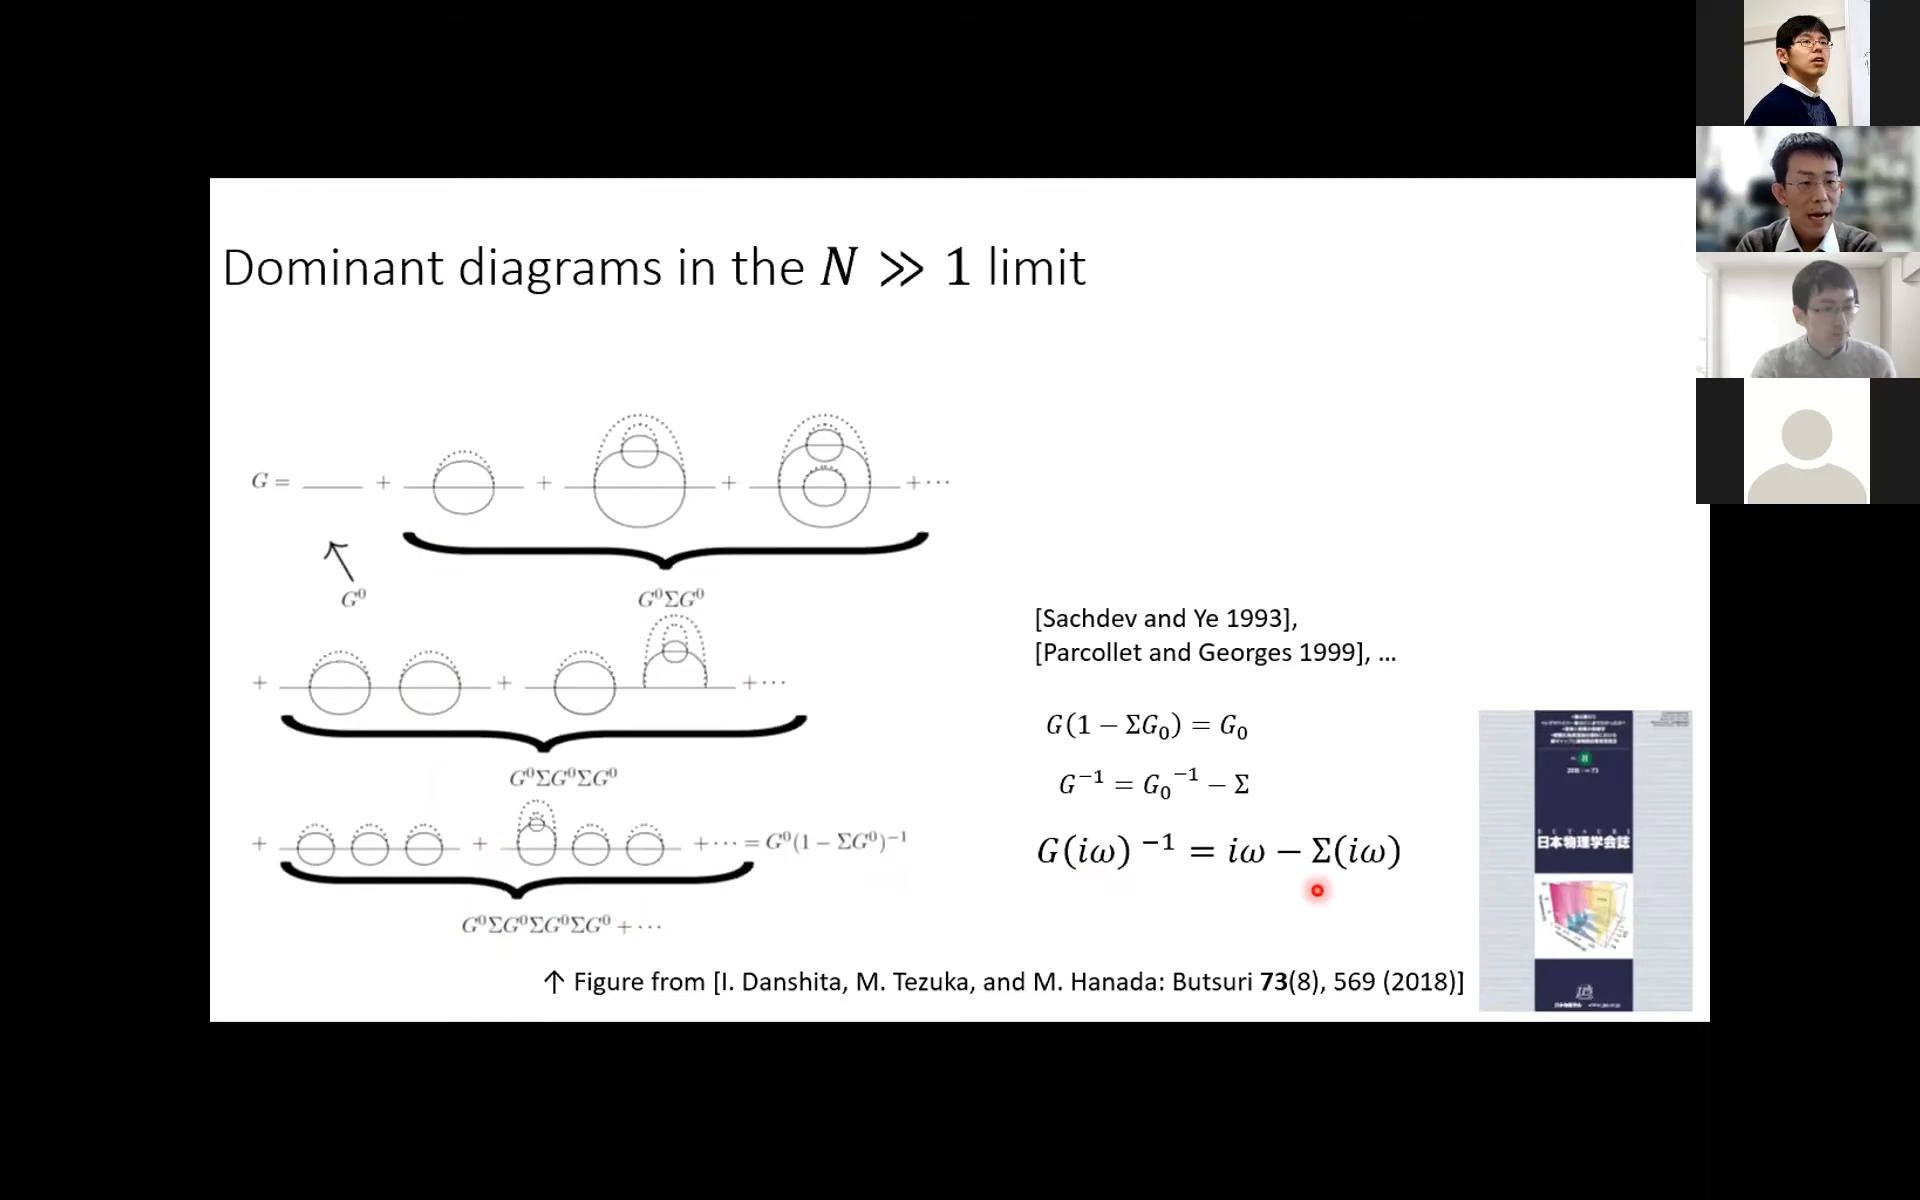 Dominant diagrams in the N ≫ 1 limit
G = + + + + ⋯
G⁰
G⁰ΣG⁰
+ + + ⋯
G⁰ΣG⁰ΣG⁰
+ + + ⋯ = G⁰(1 − ΣG⁰)⁻¹
G⁰ΣG⁰ΣG⁰ΣG⁰ + ⋯
[Sachdev and Ye 1993],
[Parcollet and Georges 1999], ...
G(1 − ΣG₀) = G₀
G⁻¹ = G₀⁻¹ − Σ
G(iω)⁻¹ = iω − Σ(iω)
↑ Figure from [I. Danshita, M. Tezuka, and M. Hanada: Butsuri 73(8), 569 (2018)]
8
BUTSURI
日本物理学会誌